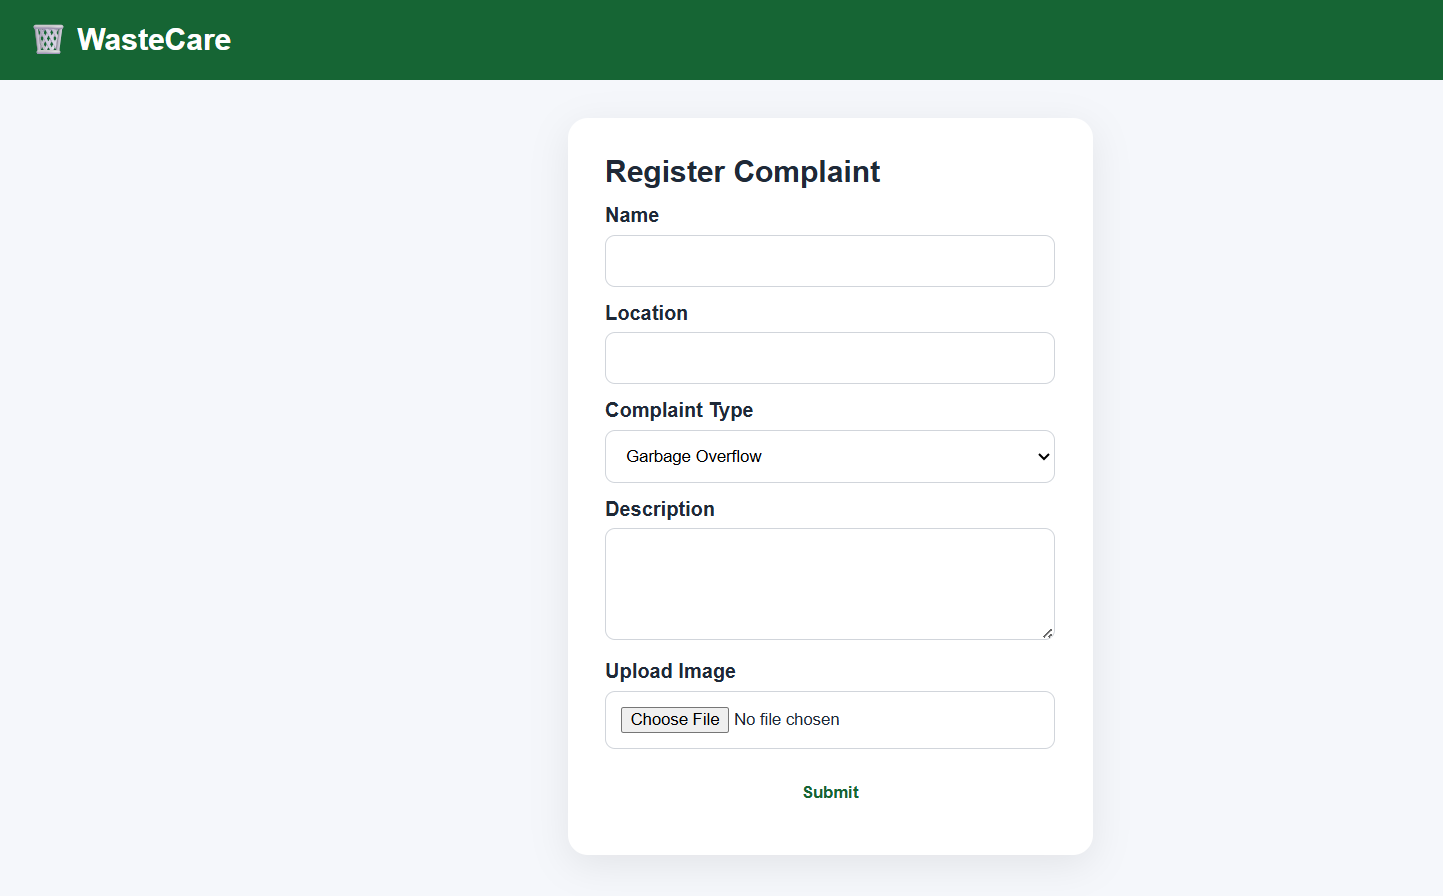 WasteCare
Register Complaint
Name
Location
Complaint Type
Garbage Overflow
Description
Upload Image
Choose File No file chosen
Submit